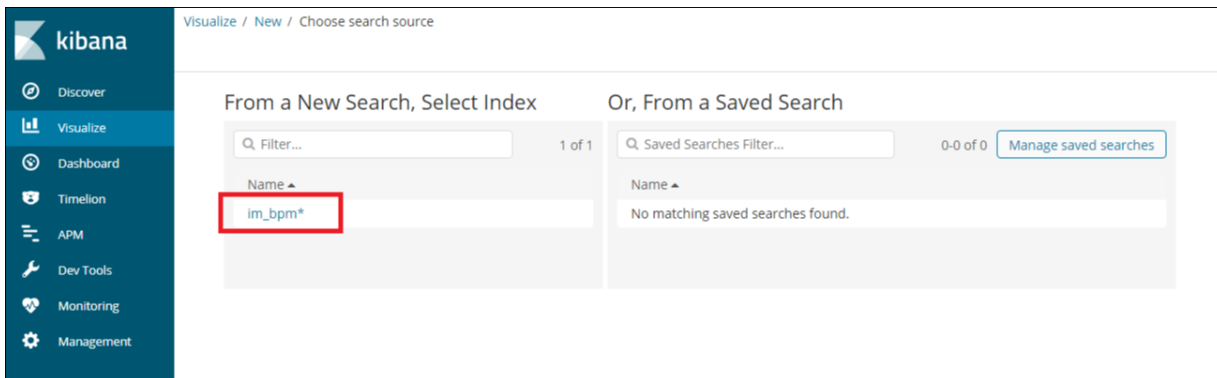 Visualize / New / Choose search source
kibana
Discover
Visualize
Dashboard
Timelion
APM
Dev Tools
Monitoring
Management
From a New Search, Select Index
Filter...
1 of 1
Name
im_bpm*
Or, From a Saved Search
Saved Searches Filter...
0-0 of 0
Manage saved searches
Name
No matching saved searches found.